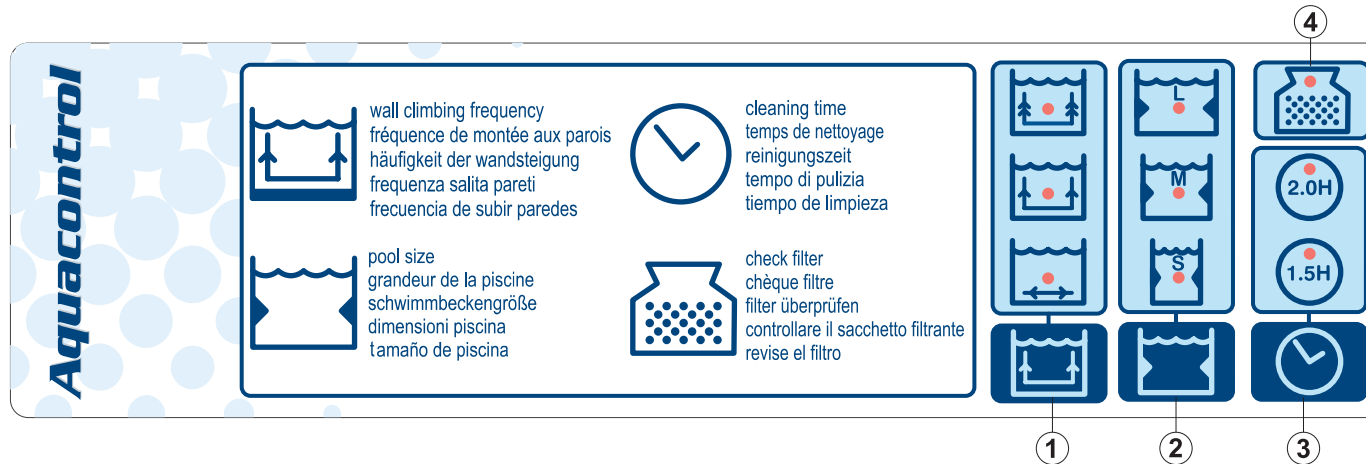 Aquacontrol
wall climbing frequency
fréquence de montée aux parois
häufigkeit der wandsteigung
frequenza salita pareti
frecuencia de subir paredes
cleaning time
temps de nettoyage
reinigungszeit
tempo di pulizia
tiempo de limpieza
pool size
grandeur de la piscine
schwimmbeckengröße
dimensioni piscina
tamaño de piscina
check filter
chèque filtre
filter überprüfen
controllare il sacchetto filtrante
revise el filtro
L
M
S
2.0H
1.5H
4
1
2
3